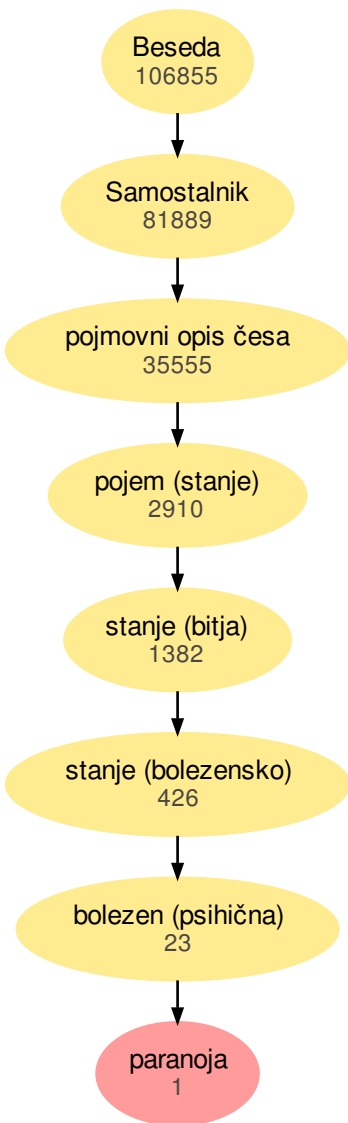 Beseda
106855
Samostalnik
81889
pojmovni opis česa
35555
pojem (stanje)
2910
stanje (bitja)
1382
stanje (bolezensko)
426
bolezen (psihična)
23
paranoja
1